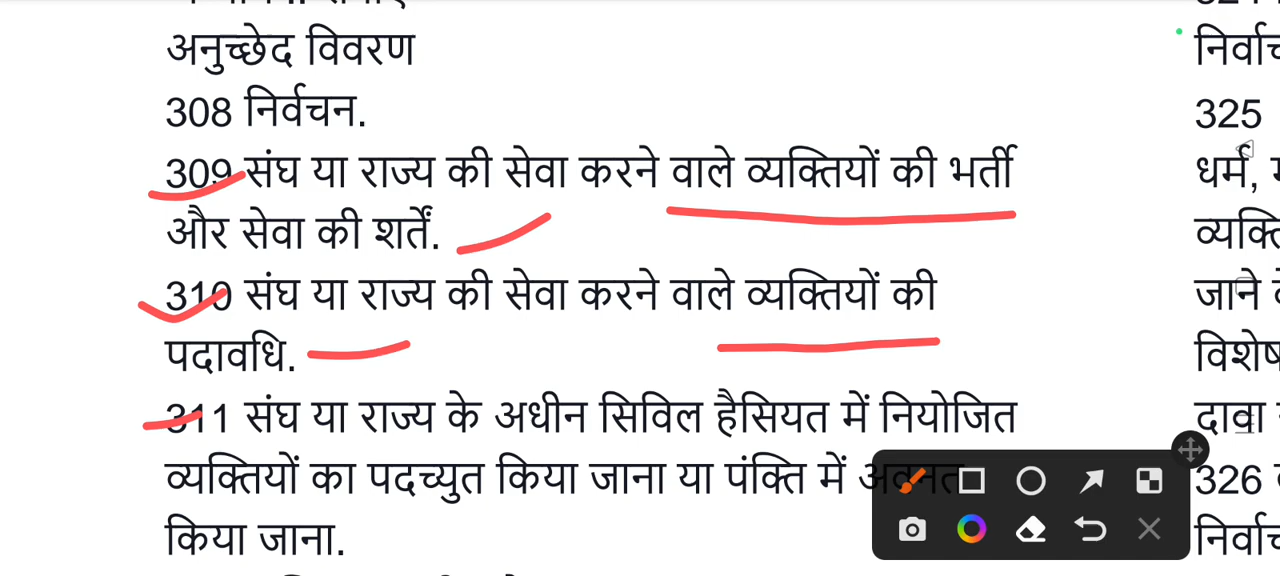 अनुच्छेद विवरण
308 निर्वचन.
309 संघ या राज्य की सेवा करने वाले व्यक्तियों की भर्ती
और सेवा की शर्तें.
310 संघ या राज्य की सेवा करने वाले व्यक्तियों की
पदावधि.
311 संघ या राज्य के अधीन सिविल हैसियत में नियोजित
व्यक्तियों का पदच्युत किया जाना या पंक्ति में अवनत
किया जाना.
325
धर्म,
जाने
दावा
326